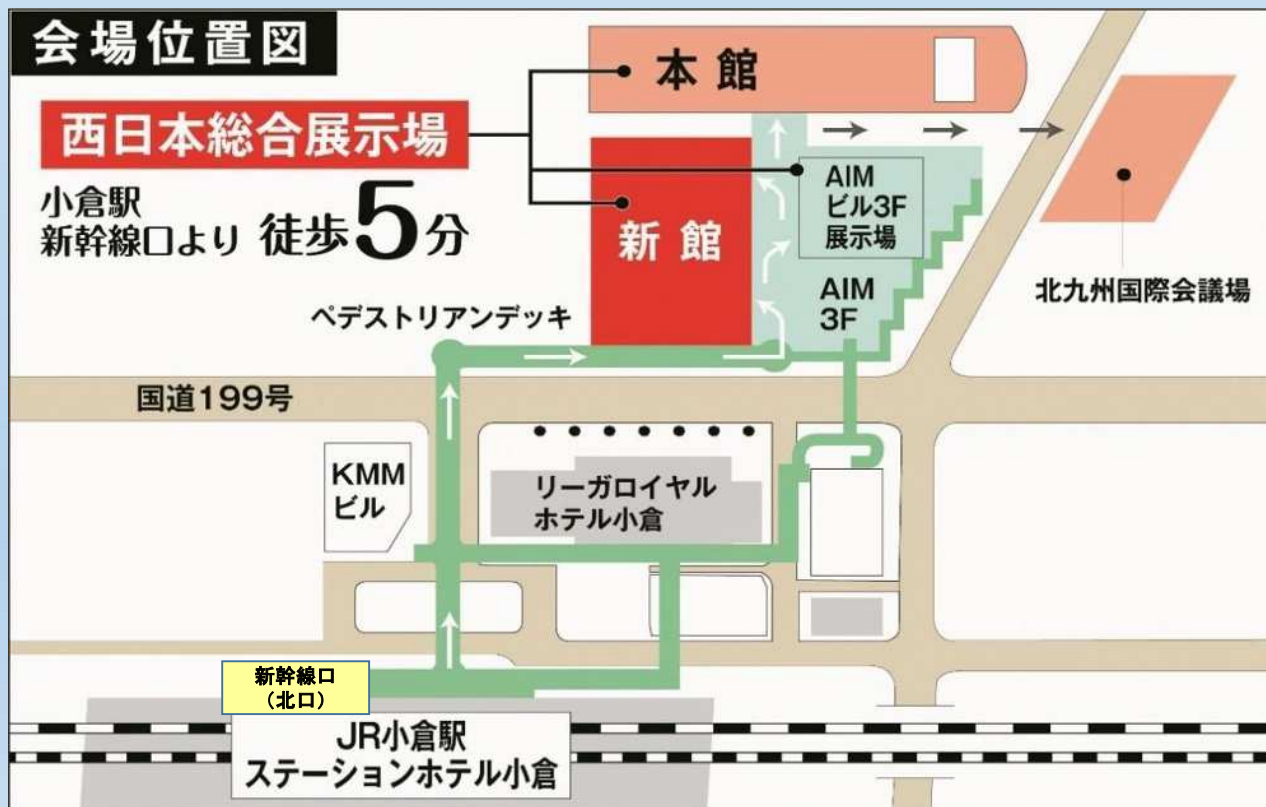 会場位置図
西日本総合展示場
小倉駅
新幹線口より 徒歩5分
本館
新館
AIM
ビル3F
展示場
AIM
3F
北九州国際会議場
ペデストリアンデッキ
国道199号
KMM
ビル
リーガロイヤル
ホテル小倉
新幹線口
（北口）
JR小倉駅
ステーションホテル小倉